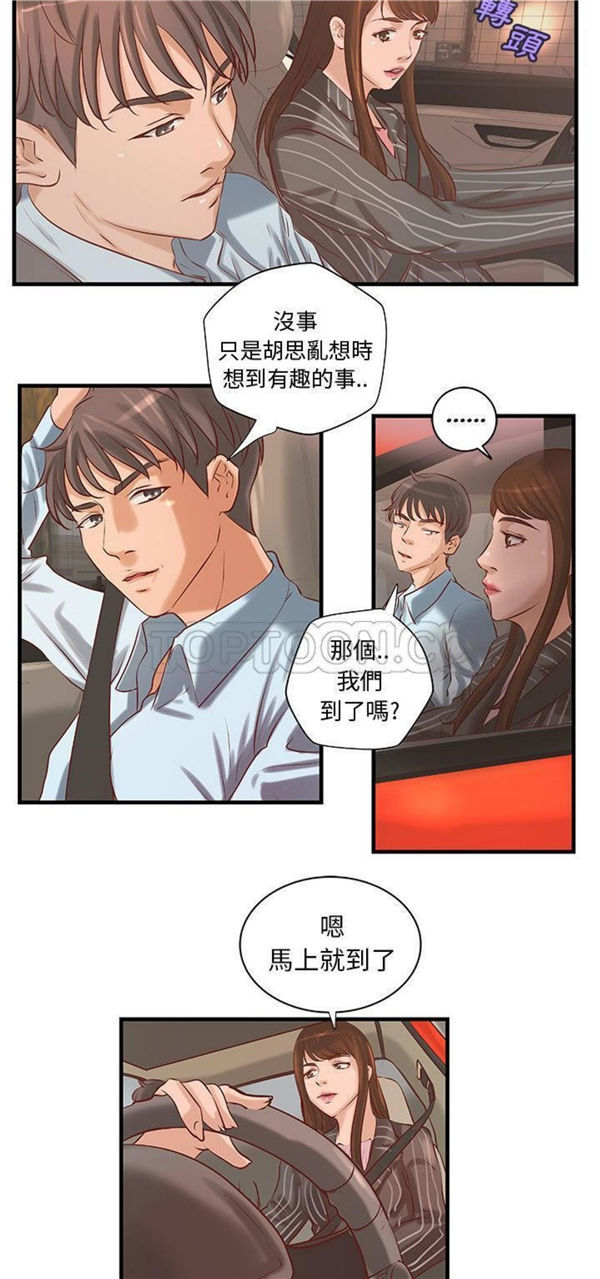 轉頭
沒事
只是胡思亂想時
想到有趣的事..
......
那個..
我們
到了嗎?
TOPTOON.C
嗯
馬上就到了